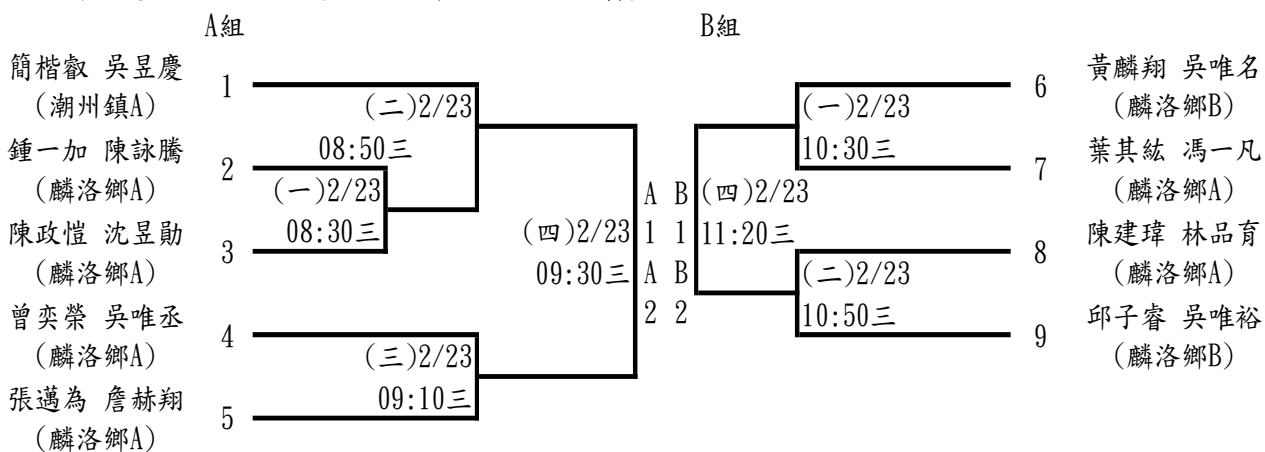 A組
B組
簡楷叡 吳昱慶
(潮州鎮A)
1
(二)2/23
08:50三
鍾一加 陳詠騰
(麟洛鄉A)
2
(一)2/23
08:30三
陳政愷 沈昱勛
(麟洛鄉A)
3
(四)2/23
09:30三
曾奕榮 吳唯丞
(麟洛鄉A)
4
(三)2/23
09:10三
張邁為 詹赫翔
(麟洛鄉A)
5
A B
1 1
A B
2 2
(四)2/23
11:20三
(一)2/23
10:30三
6
黃麟翔 吳唯名
(麟洛鄉B)
7
葉其紘 馮一凡
(麟洛鄉A)
(二)2/23
10:50三
8
陳建瑋 林品育
(麟洛鄉A)
9
邱子睿 吳唯裕
(麟洛鄉B)